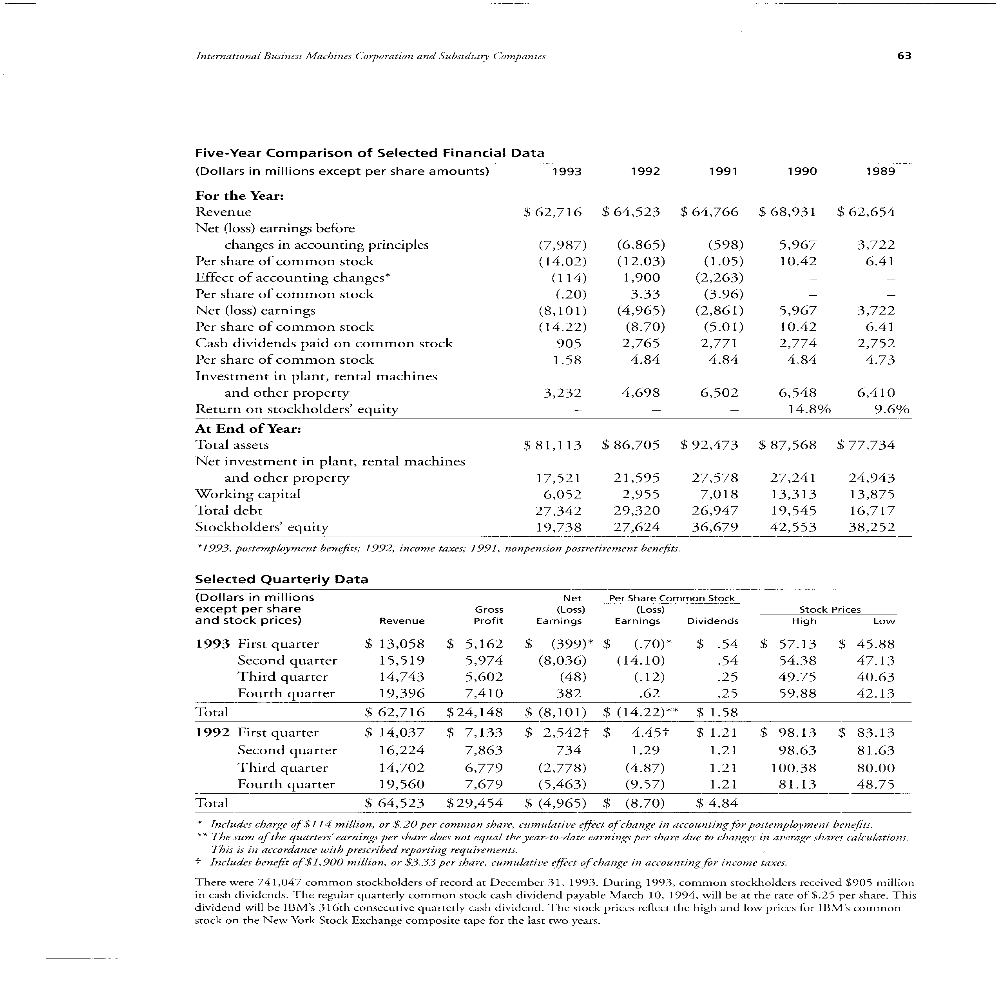 International Business Machines Corporation and Subsidiary Companies 63
Five-Year Comparison of Selected Financial Data
(Dollars in millions except per share amounts) 1993 1992 1991 1990 1989
For the Year:
Revenue $ 62,716 $ 64,523 $ 64,766 $ 68,931 $ 62,654
Net (loss) earnings before
changes in accounting principles (7,987) (6,865) (598) 5,967 3,722
Per share of common stock (14.02) (12.03) (1.05) 10.42 6.41
Effect of accounting changes* (114) 1,900 (2,263) – –
Per share of common stock (.20) 3.33 (3.96) – –
Net (loss) earnings (8,101) (4,965) (2,861) 5,967 3,722
Per share of common stock (14.22) (8.70) (5.01) 10.42 6.41
Cash dividends paid on common stock 905 2,765 2,771 2,774 2,752
Per share of common stock 1.58 4.84 4.84 4.84 4.73
Investment in plant, rental machines
and other property 3,232 4,698 6,502 6,548 6,410
Return on stockholders' equity – – – 14.8% 9.6%
At End of Year:
Total assets $ 81,113 $ 86,705 $ 92,473 $ 87,568 $ 77,734
Net investment in plant, rental machines
and other property 17,521 21,595 27,578 27,241 24,943
Working capital 6,052 2,955 7,018 13,313 13,875
Total debt 27,342 29,320 26,947 19,545 16,717
Stockholders' equity 19,738 27,624 36,679 42,553 38,252
*1993, postemployment benefits; 1992, income taxes; 1991, nonpension postretirement benefits.
Selected Quarterly Data
(Dollars in millions Net Per Share Common Stock
except per share Gross (Loss) (Loss) Stock Prices
and stock prices) Revenue Profit Earnings Earnings Dividends High Low
1993 First quarter $ 13,058 $ 5,162 $ (399)* $ (.70)* $ .54 $ 57.13 $ 45.88
Second quarter 15,519 5,974 (8,036) (14.10) .54 54.38 47.13
Third quarter 14,743 5,602 (48) (.12) .25 49.75 40.63
Fourth quarter 19,396 7,410 382 .62 .25 59.88 42.13
Total $ 62,716 $24,148 $ (8,101) $ (14.22)** $ 1.58
1992 First quarter $ 14,037 $ 7,133 $ 2,542† $ 4.45† $ 1.21 $ 98.13 $ 83.13
Second quarter 16,224 7,863 734 1.29 1.21 98.63 81.63
Third quarter 14,702 6,779 (2,778) (4.87) 1.21 100.38 80.00
Fourth quarter 19,560 7,679 (5,463) (9.57) 1.21 81.13 48.75
Total $ 64,523 $29,454 $ (4,965) $ (8.70) $ 4.84
* Includes charge of $114 million, or $.20 per common share, cumulative effect of change in accounting for postemployment benefits.
** The sum of the quarters' earnings per share does not equal the year-to-date earnings per share due to changes in average share calculations.
This is in accordance with prescribed reporting requirements.
† Includes benefit of $1,900 million, or $3.33 per share, cumulative effect of change in accounting for income taxes.
There were 741,047 common stockholders of record at December 31, 1993. During 1993, common stockholders received $905 million
in cash dividends. The regular quarterly common stock cash dividend payable March 10, 1994, will be at the rate of $.25 per share. This
dividend will be IBM's 316th consecutive quarterly cash dividend. The stock prices reflect the high and low prices for IBM's common
stock on the New York Stock Exchange composite tape for the last two years.